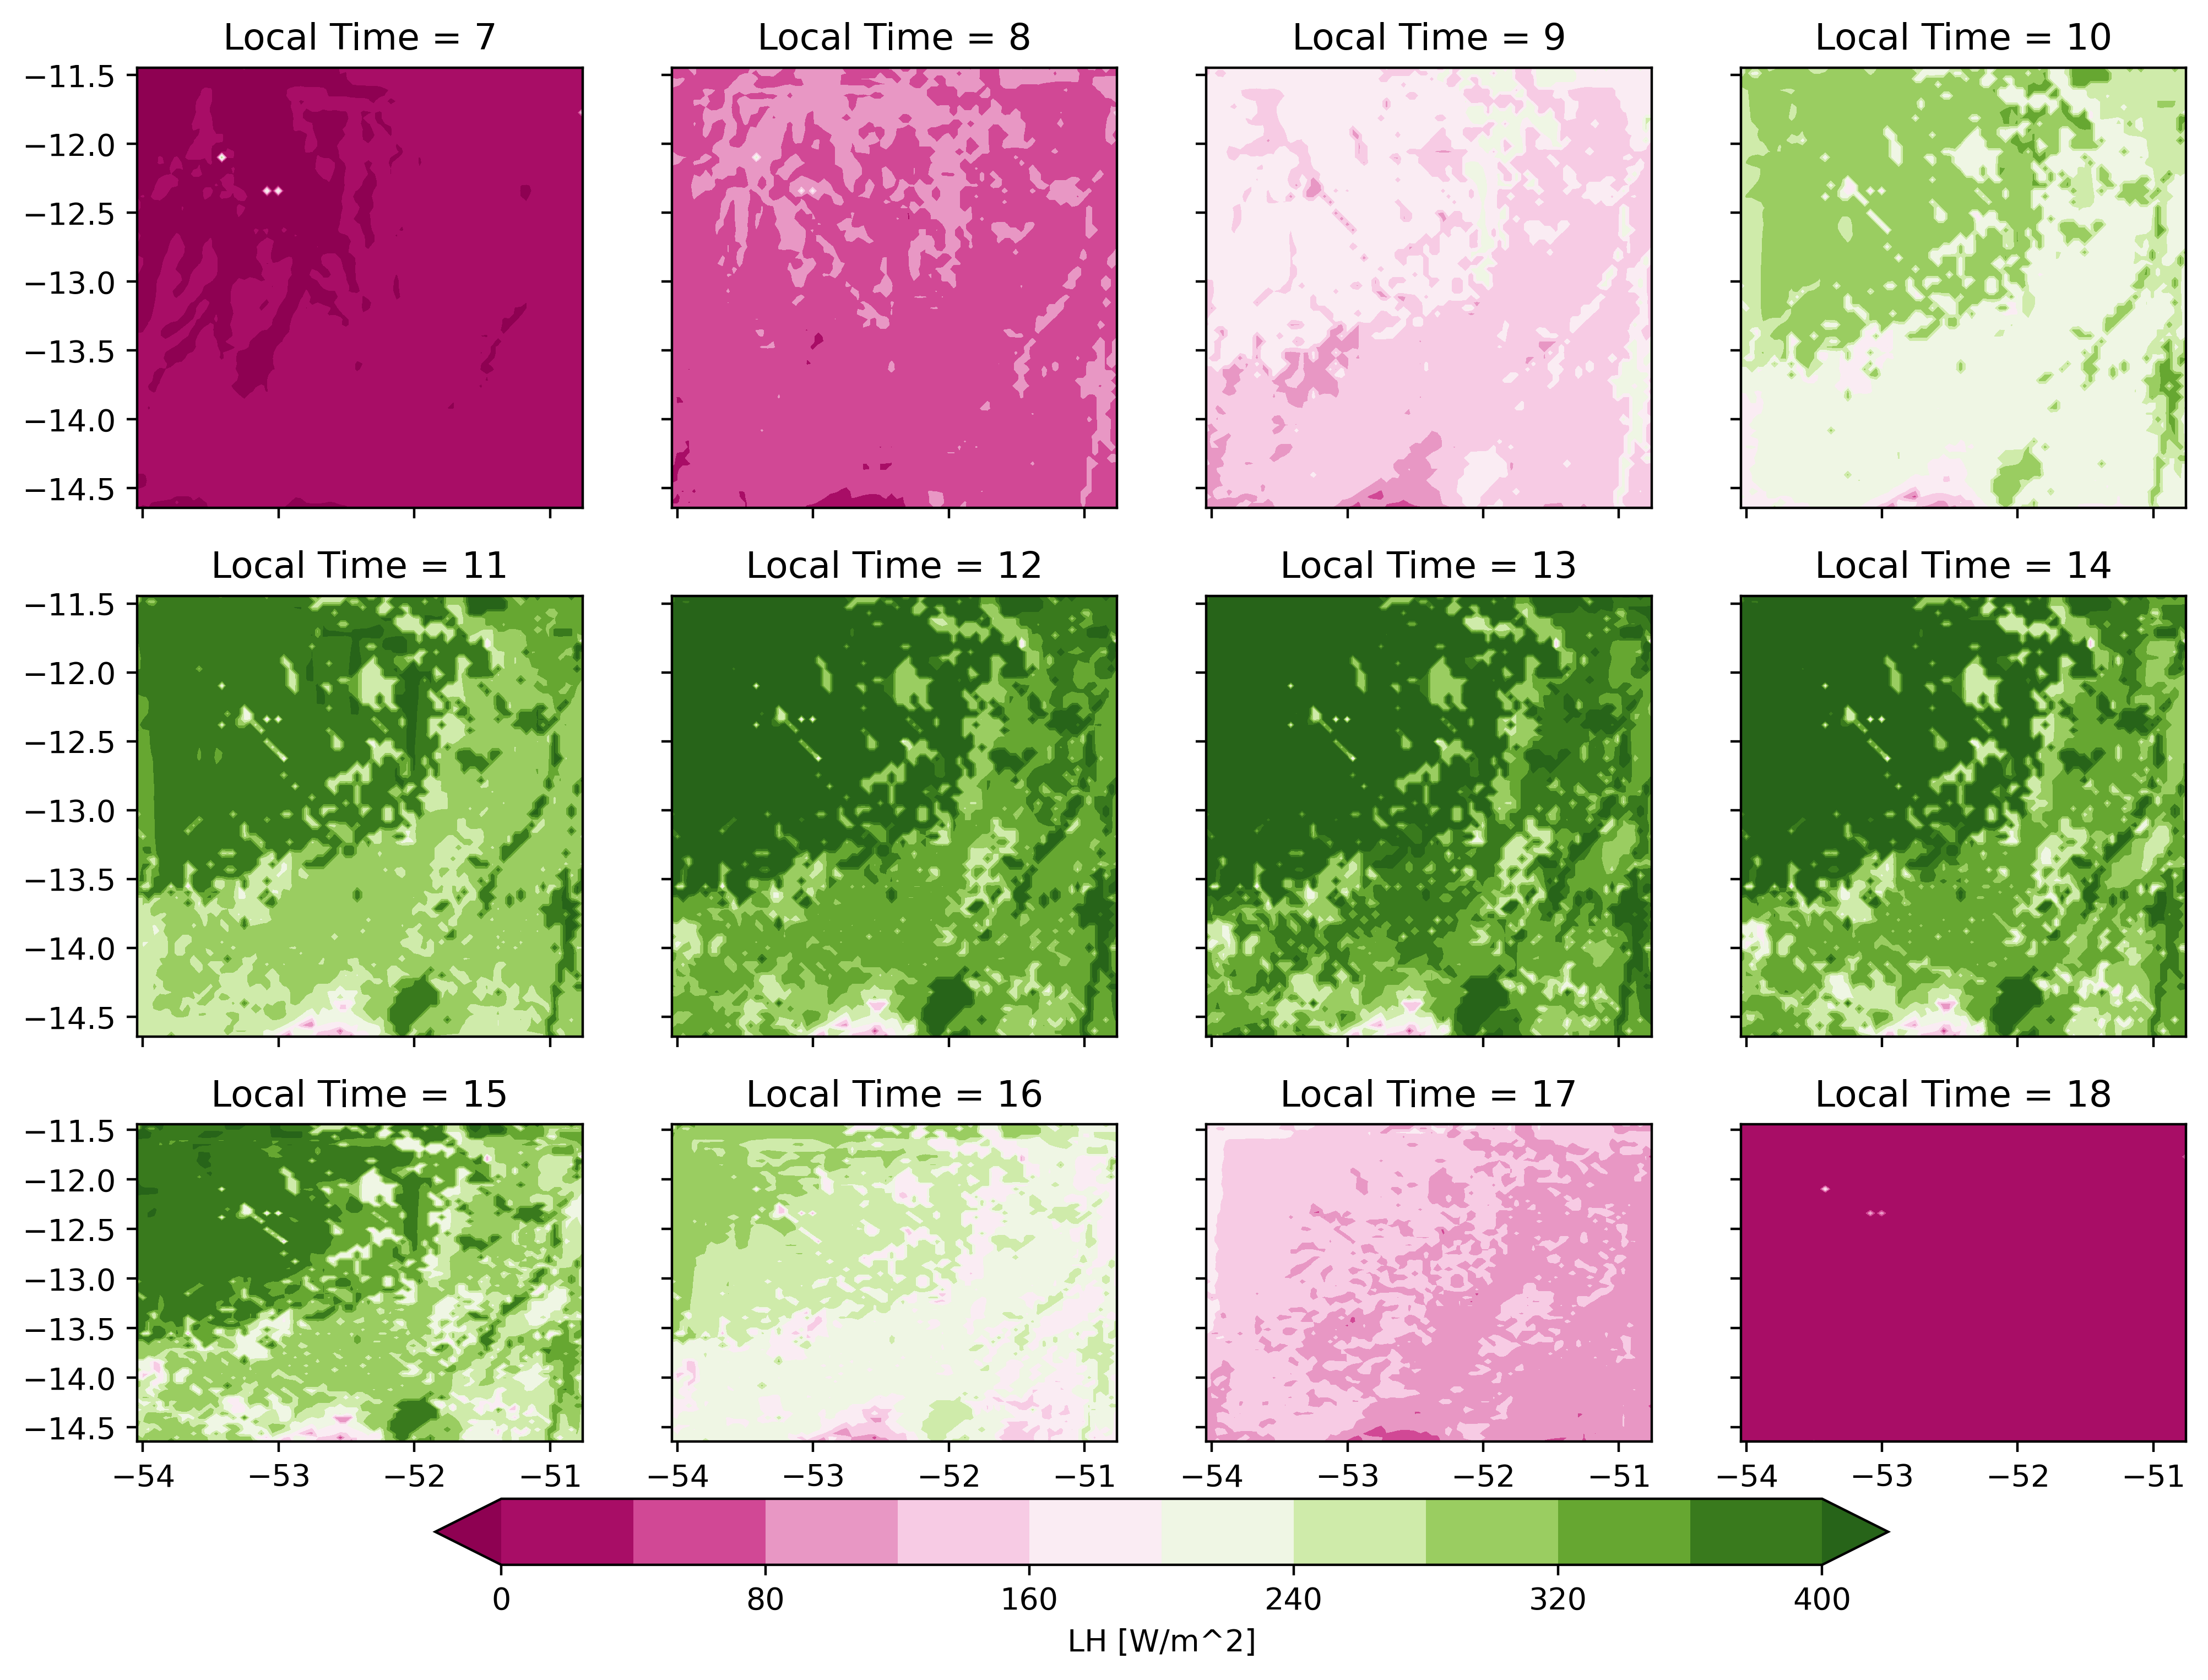 Local Time = 7
Local Time = 8
Local Time = 9
Local Time = 10
−11.5
−12.0
−12.5
−13.0
−13.5
−14.0
−14.5
Local Time = 11
Local Time = 12
Local Time = 13
Local Time = 14
−11.5
−12.0
−12.5
−13.0
−13.5
−14.0
−14.5
Local Time = 15
Local Time = 16
Local Time = 17
Local Time = 18
−11.5
−12.0
−12.5
−13.0
−13.5
−14.0
−14.5
−54 −53 −52 −51
−54 −53 −52 −51
−54 −53 −52 −51
−54 −53 −52 −51
0 80 160 240 320 400
LH [W/m^2]